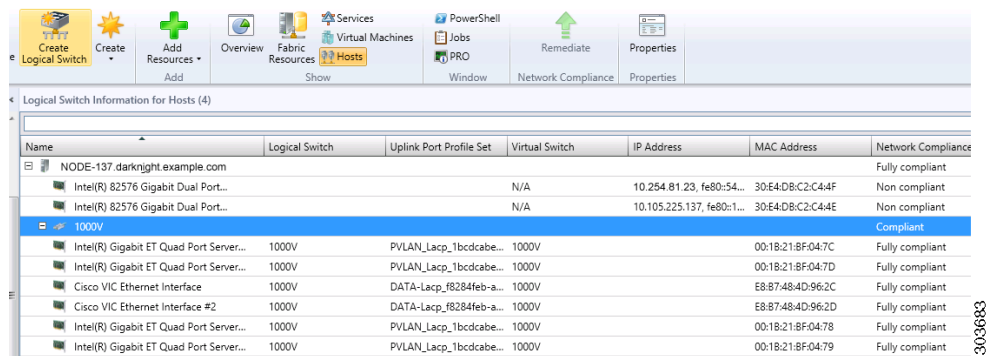 Services
PowerShell
Virtual Machines
Jobs
Create Logical Switch
Create
Add Resources
Overview
Fabric Resources
Hosts
PRO
Remediate
Properties
Add
Show
Window
Network Compliance
Properties
Logical Switch Information for Hosts (4)
Name Logical Switch Uplink Port Profile Set Virtual Switch IP Address MAC Address Network Compliance
NODE-137.darknight.example.com Fully compliant
Intel(R) 82576 Gigabit Dual Port... N/A 10.254.81.23, fe80::54... 30:E4:DB:C2:C4:4F Non compliant
Intel(R) 82576 Gigabit Dual Port... N/A 10.105.225.137, fe80::1... 30:E4:DB:C2:C4:4E Non compliant
1000V Compliant
Intel(R) Gigabit ET Quad Port Server... 1000V PVLAN_Lacp_1bcdcabe... 1000V 00:1B:21:BF:04:7C Fully compliant
Intel(R) Gigabit ET Quad Port Server... 1000V PVLAN_Lacp_1bcdcabe... 1000V 00:1B:21:BF:04:7D Fully compliant
Cisco VIC Ethernet Interface 1000V DATA-Lacp_f8284feb-a... 1000V E8:B7:48:4D:96:2C Fully compliant
Cisco VIC Ethernet Interface #2 1000V DATA-Lacp_f8284feb-a... 1000V E8:B7:48:4D:96:2D Fully compliant
Intel(R) Gigabit ET Quad Port Server... 1000V PVLAN_Lacp_1bcdcabe... 1000V 00:1B:21:BF:04:78 Fully compliant
Intel(R) Gigabit ET Quad Port Server... 1000V PVLAN_Lacp_1bcdcabe... 1000V 00:1B:21:BF:04:79 Fully compliant
303683